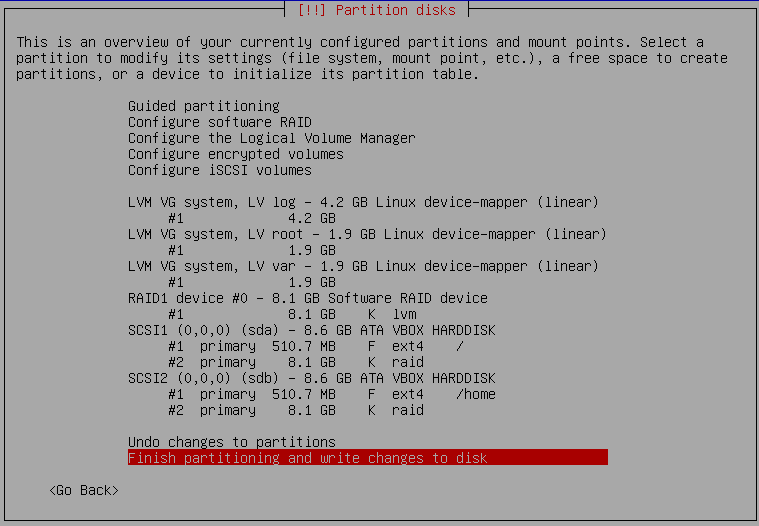 [!!] Partition disks
This is an overview of your currently configured partitions and mount points. Select a
partition to modify its settings (file system, mount point, etc.), a free space to create
partitions, or a device to initialize its partition table.
Guided partitioning
Configure software RAID
Configure the Logical Volume Manager
Configure encrypted volumes
Configure iSCSI volumes
LVM VG system, LV log - 4.2 GB Linux device-mapper (linear)
#1 4.2 GB
LVM VG system, LV root - 1.9 GB Linux device-mapper (linear)
#1 1.9 GB
LVM VG system, LV var - 1.9 GB Linux device-mapper (linear)
#1 1.9 GB
RAID1 device #0 - 8.1 GB Software RAID device
#1 8.1 GB K lvm
SCSI1 (0,0,0) (sda) - 8.6 GB ATA VBOX HARDDISK
#1 primary 510.7 MB F ext4 /
#2 primary 8.1 GB K raid
SCSI2 (0,0,0) (sdb) - 8.6 GB ATA VBOX HARDDISK
#1 primary 510.7 MB F ext4 /home
#2 primary 8.1 GB K raid
Undo changes to partitions
Finish partitioning and write changes to disk
<Go Back>